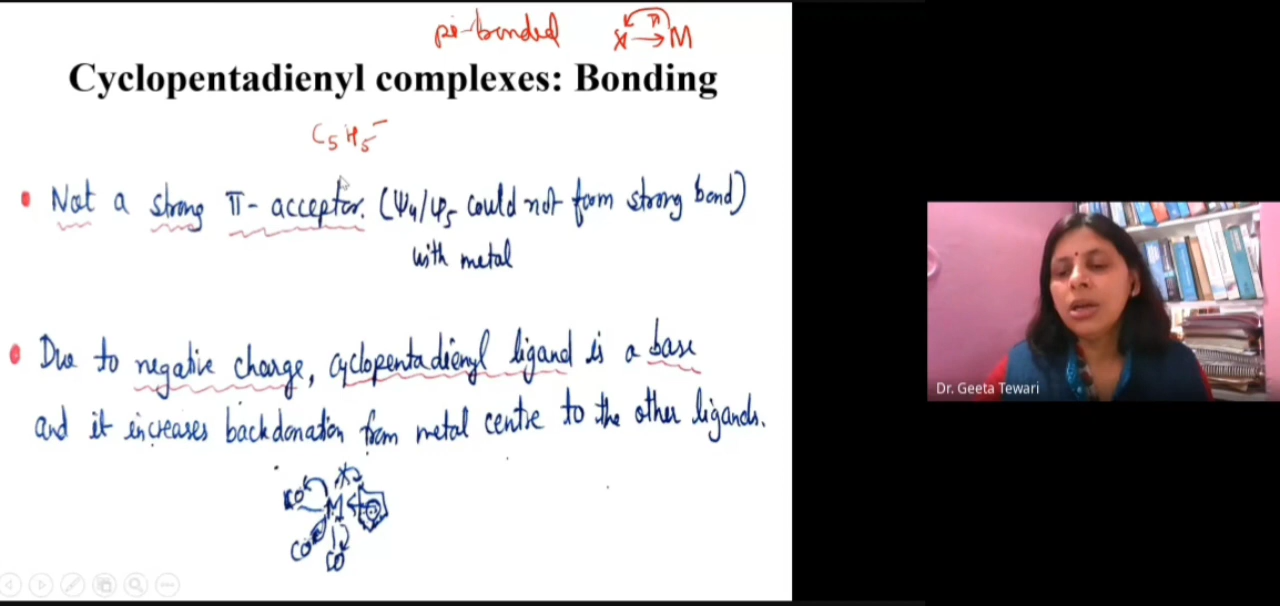 pi-bonded X → M π
Cyclopentadienyl complexes: Bonding
C5H5⁻
• Not a strong π-acceptor. (Ψ4/Ψ5 could not form strong bond)
with metal
• Due to negative charge, cyclopentadienyl ligand is a base
and it increases backdonation from metal centre to the other ligands.
CO X
M
CO
CO
Dr. Geeta Tewari